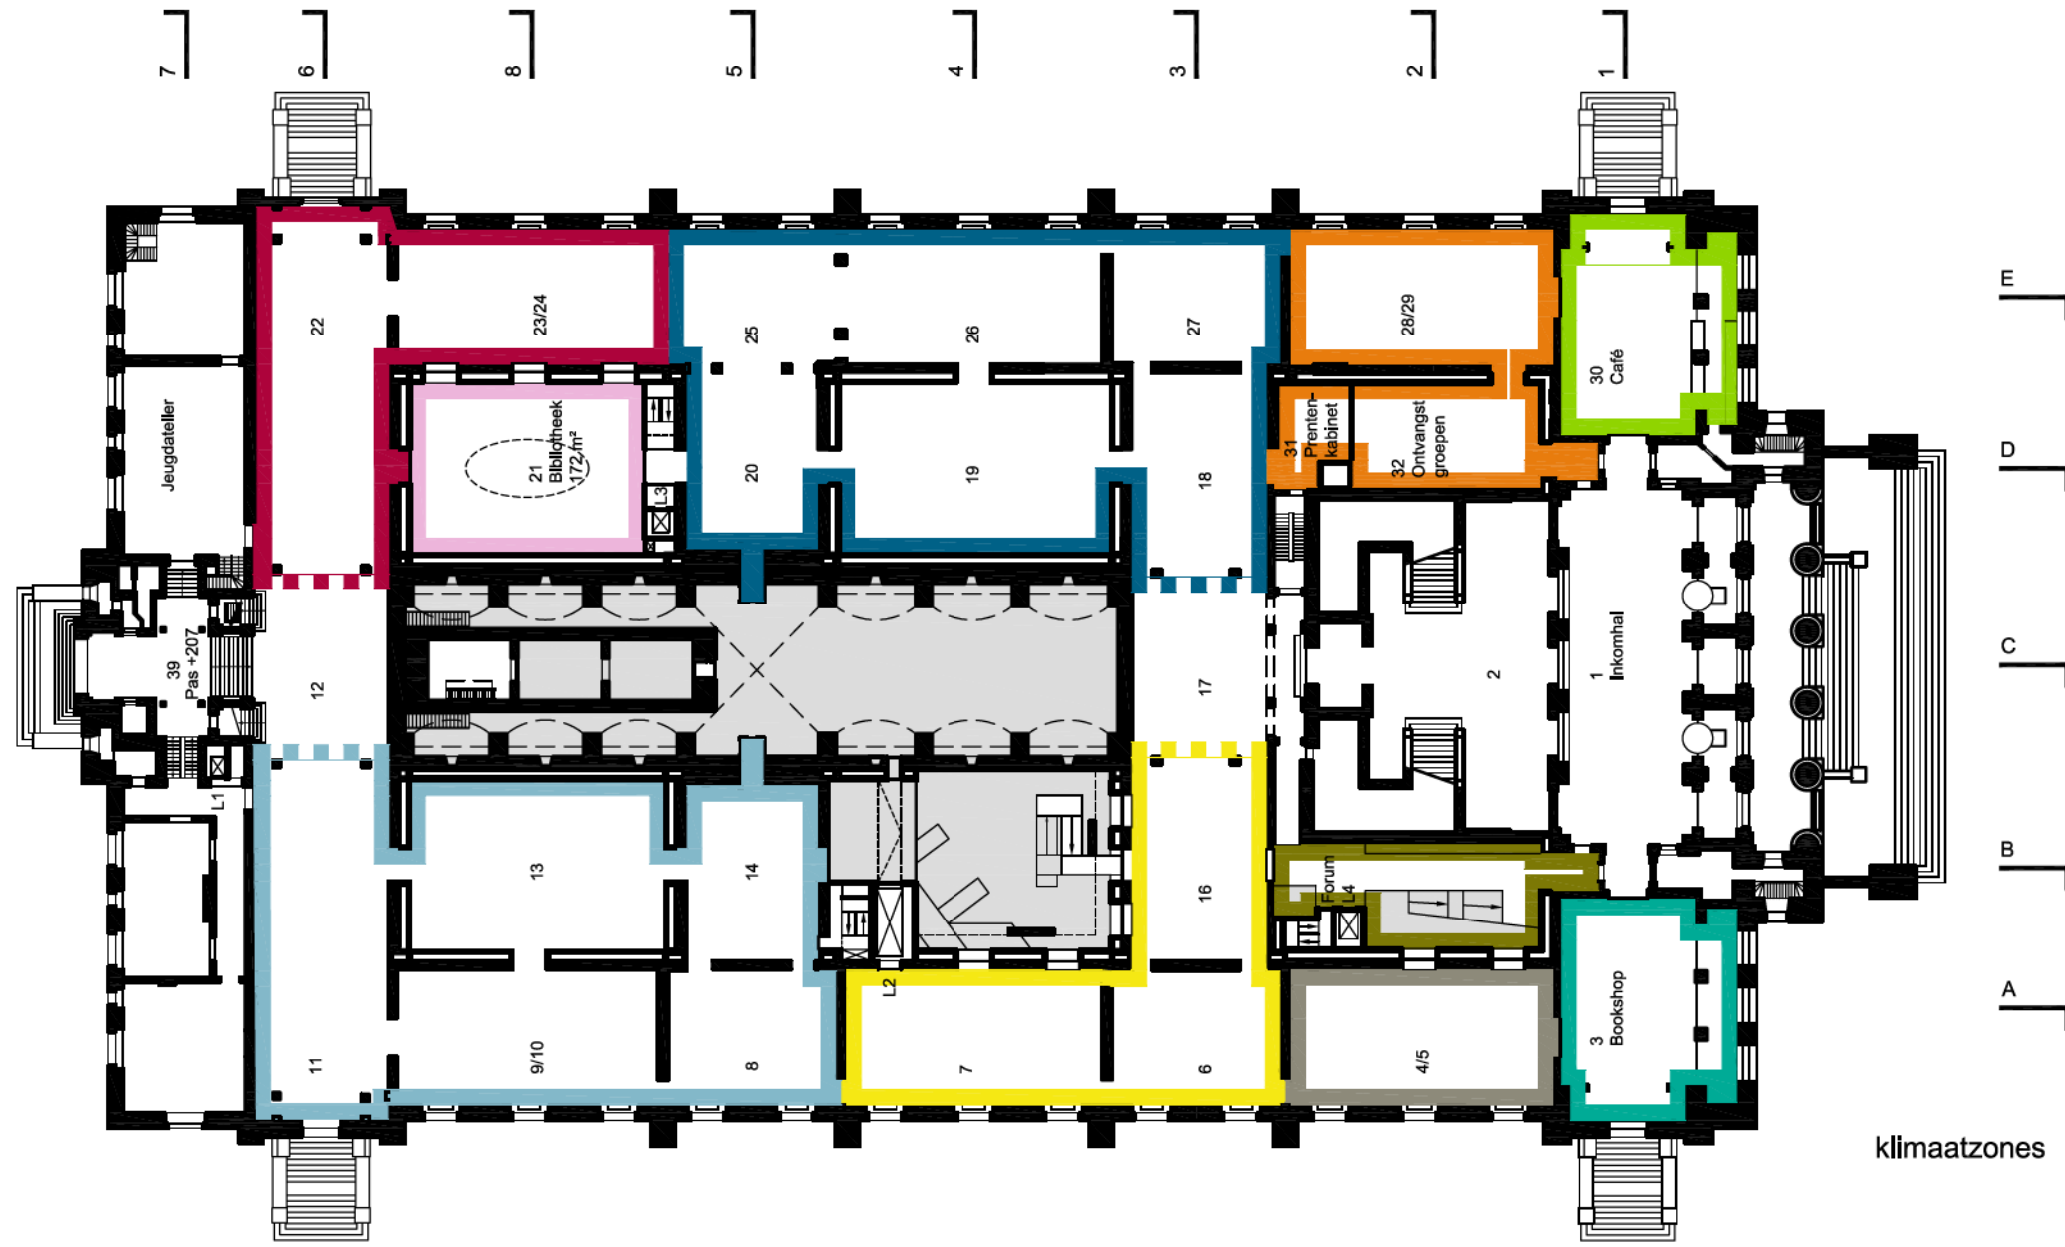 7
6
8
5
4
3
2
1
E
D
C
B
A
22
23/24
25
26
27
28/29
30
Café
Jeugdatelier
21
Bibliotheek
172 m²
L3
20
19
18
31
Prenten-
kabinet
32
Ontvangst
groepen
39
Pas +207
12
17
2
1
Inkomhal
L1
13
14
16
Forum
L4
L2
11
9/10
8
7
6
4/5
3
Bookshop
klimaatzones